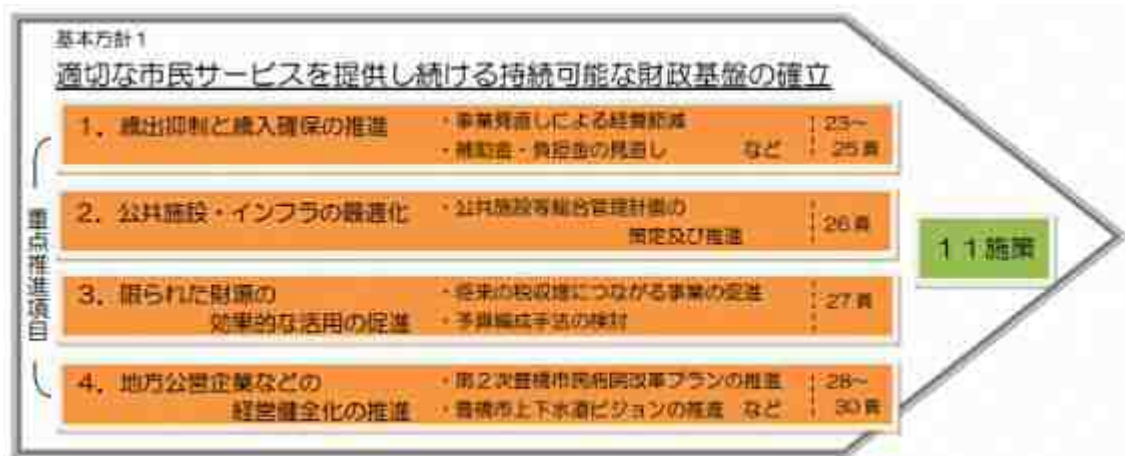 基本方針1
適切な市民サービスを提供し続ける持続可能な財政基盤の確立
重点推進項目
1．歳出抑制と歳入確保の推進
・事業見直しによる経費節減
・補助金・負担金の見直し　など
23～
25頁
2．公共施設・インフラの最適化
・公共施設等総合管理計画の
策定及び推進
26頁
3．限られた財源の
効果的な活用の促進
・将来の税収増につながる事業の促進
・予算編成手法の検討
27頁
4．地方公営企業などの
経営健全化の推進
・第2次豊橋市民病院改革プランの推進
・豊橋市上下水道ビジョンの推進　など
28～
30頁
11施策